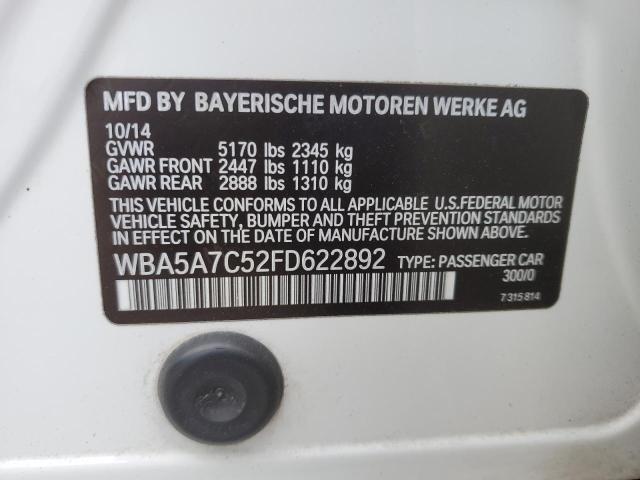 MFD BY BAYERISCHE MOTOREN WERKE AG
10/14
GVWR 5170 lbs 2345 kg
GAWR FRONT 2447 lbs 1110 kg
GAWR REAR 2888 lbs 1310 kg
THIS VEHICLE CONFORMS TO ALL APPLICABLE U.S.FEDERAL MOTOR
VEHICLE SAFETY, BUMPER AND THEFT PREVENTION STANDARDS
IN EFFECT ON THE DATE OF MANUFACTURE SHOWN ABOVE.
WBA5A7C52FD622892 TYPE: PASSENGER CAR
300/0
7315814